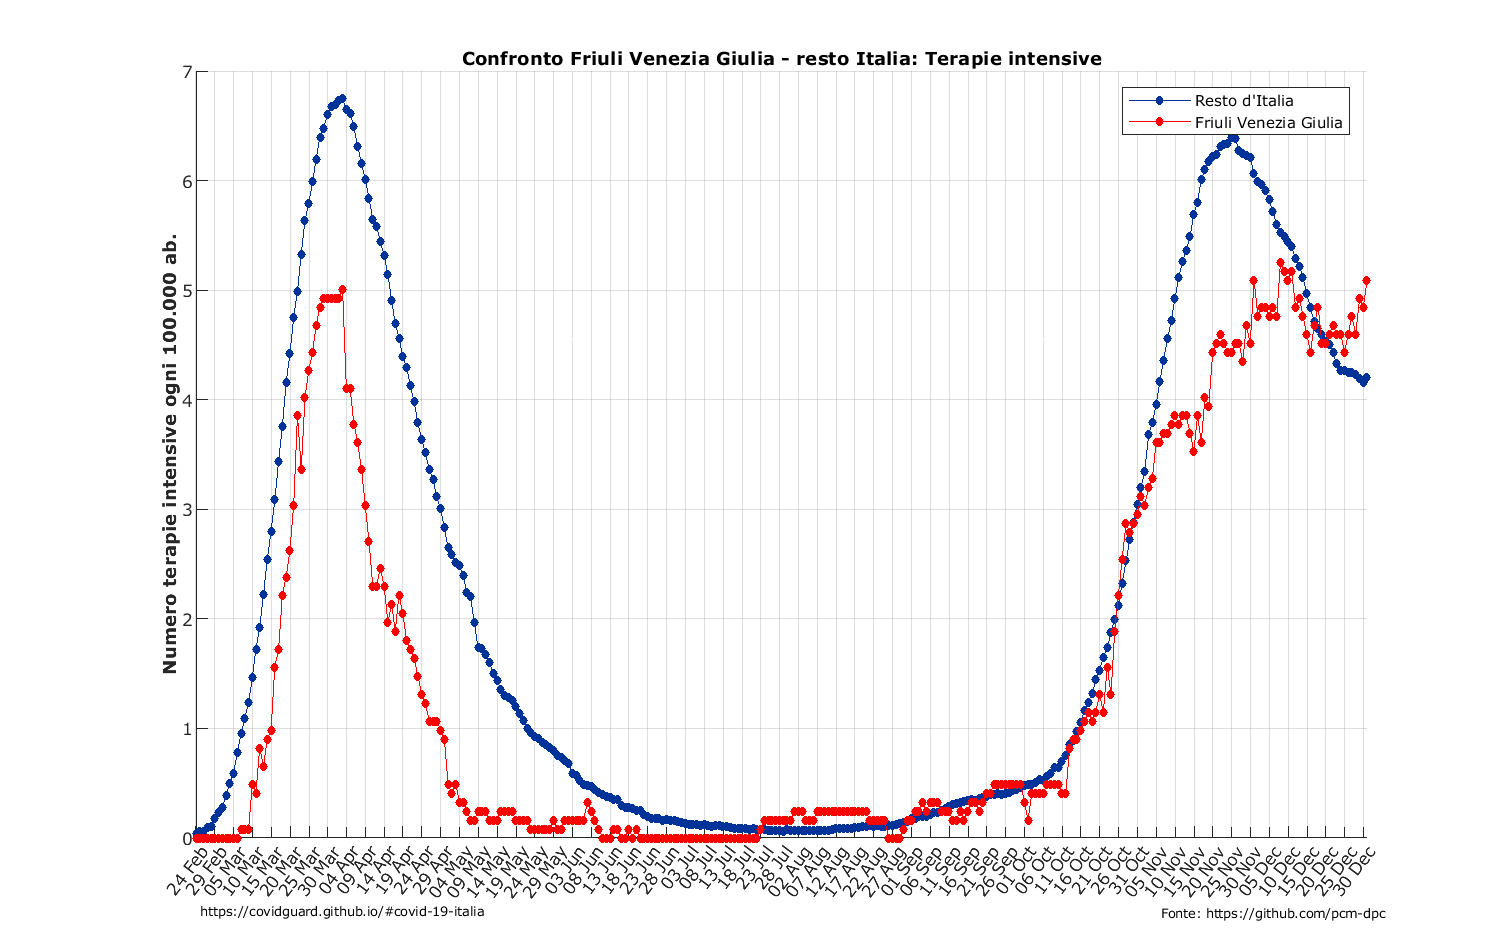 Confronto Friuli Venezia Giulia - resto Italia: Terapie intensive
Resto d'Italia
Friuli Venezia Giulia
Numero terapie intensive ogni 100.000 ab.
7
6
5
4
3
2
1
0
24 Feb
29 Feb
05 Mar
10 Mar
15 Mar
20 Mar
25 Mar
30 Mar
04 Apr
09 Apr
14 Apr
19 Apr
24 Apr
29 Apr
04 May
09 May
14 May
19 May
24 May
29 May
03 Jun
08 Jun
13 Jun
18 Jun
23 Jun
28 Jun
03 Jul
08 Jul
13 Jul
18 Jul
23 Jul
28 Jul
02 Aug
07 Aug
12 Aug
17 Aug
22 Aug
27 Aug
01 Sep
06 Sep
11 Sep
16 Sep
21 Sep
26 Sep
01 Oct
06 Oct
11 Oct
16 Oct
21 Oct
26 Oct
31 Oct
05 Nov
10 Nov
15 Nov
20 Nov
25 Nov
30 Nov
05 Dec
10 Dec
15 Dec
20 Dec
25 Dec
30 Dec
https://covidguard.github.io/#covid-19-italia
Fonte: https://github.com/pcm-dpc